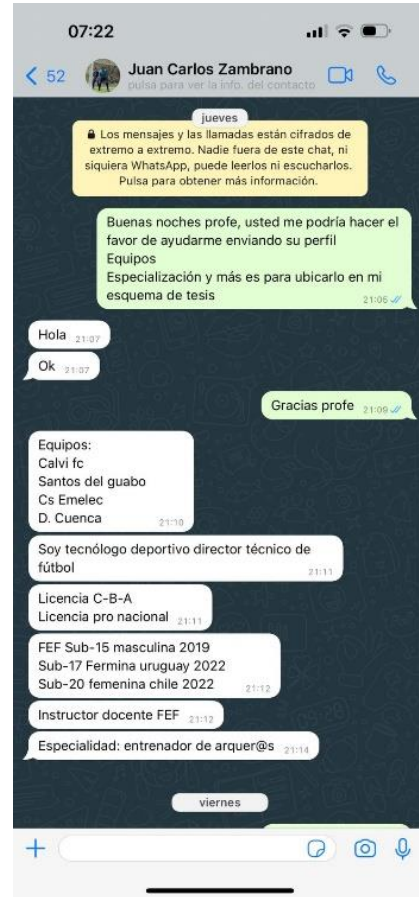 07:22
52
Juan Carlos Zambrano
pulsa para ver la info. del contacto
jueves
Los mensajes y las llamadas están cifrados de
extremo a extremo. Nadie fuera de este chat, ni
siquiera WhatsApp, puede leerlos ni escucharlos.
Pulsa para obtener más información.
Buenas noches profe, usted me podría hacer el
favor de ayudarme enviando su perfil
Equipos
Especialización y más es para ubicarlo en mi
esquema de tesis
21:05
Hola 21:07
Ok 21:07
Gracias profe 21:09
Equipos:
Calvi fc
Santos del guabo
Cs Emelec
D. Cuenca 21:10
Soy tecnólogo deportivo director técnico de
fútbol 21:11
Licencia C-B-A
Licencia pro nacional 21:11
FEF Sub-15 masculina 2019
Sub-17 Fermina uruguay 2022
Sub-20 femenina chile 2022 21:12
Instructor docente FEF 21:12
Especialidad: entrenador de arquer@s 21:14
viernes